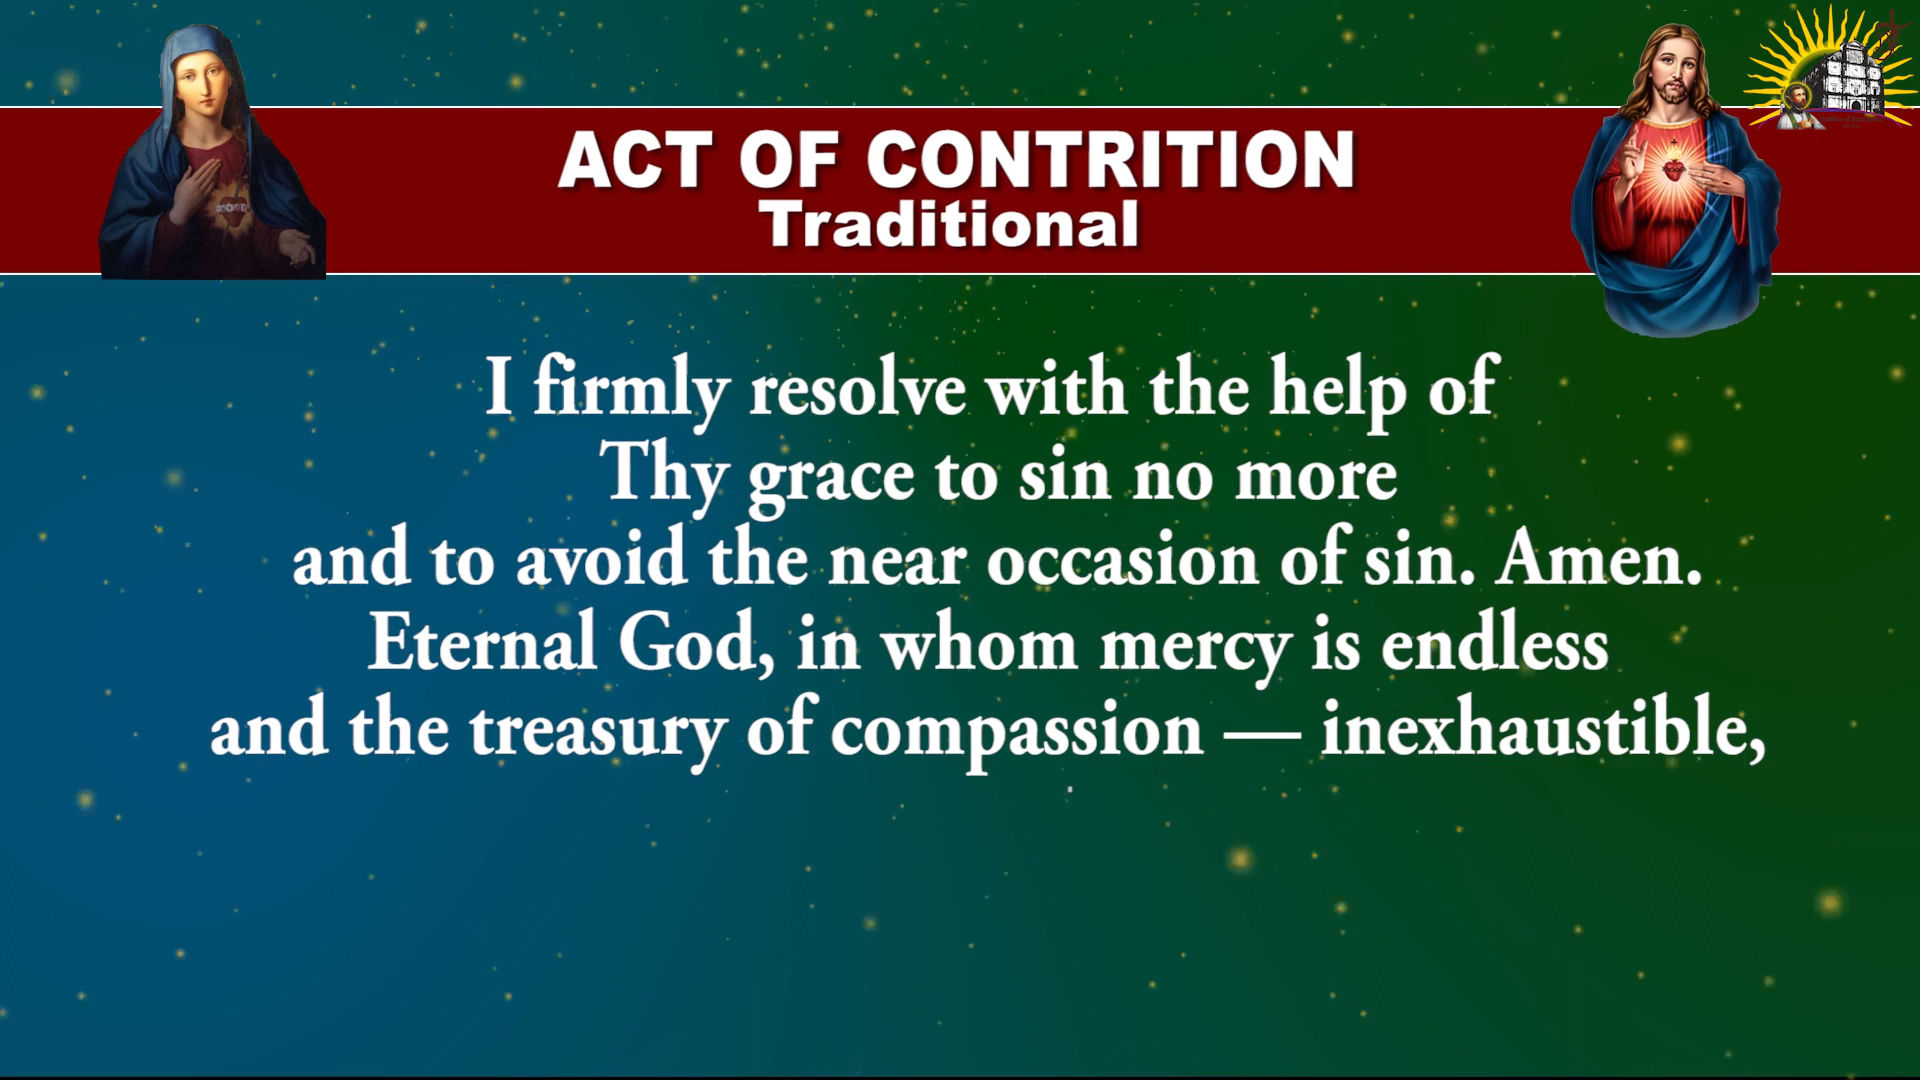 ACT OF CONTRITION
Traditional
I firmly resolve with the help of
Thy grace to sin no more
and to avoid the near occasion of sin. Amen.
Eternal God, in whom mercy is endless
and the treasury of compassion — inexhaustible,